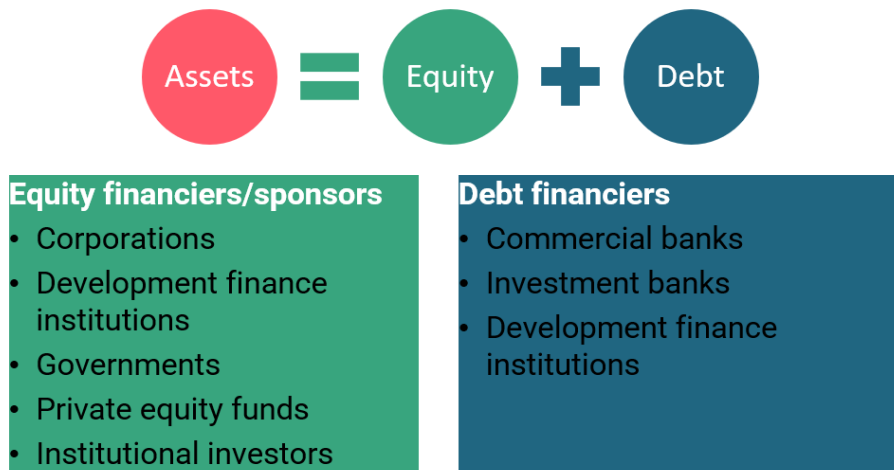 Assets = Equity + Debt
Equity financiers/sponsors
• Corporations
• Development finance
institutions
• Governments
• Private equity funds
• Institutional investors
Debt financiers
• Commercial banks
• Investment banks
• Development finance
institutions